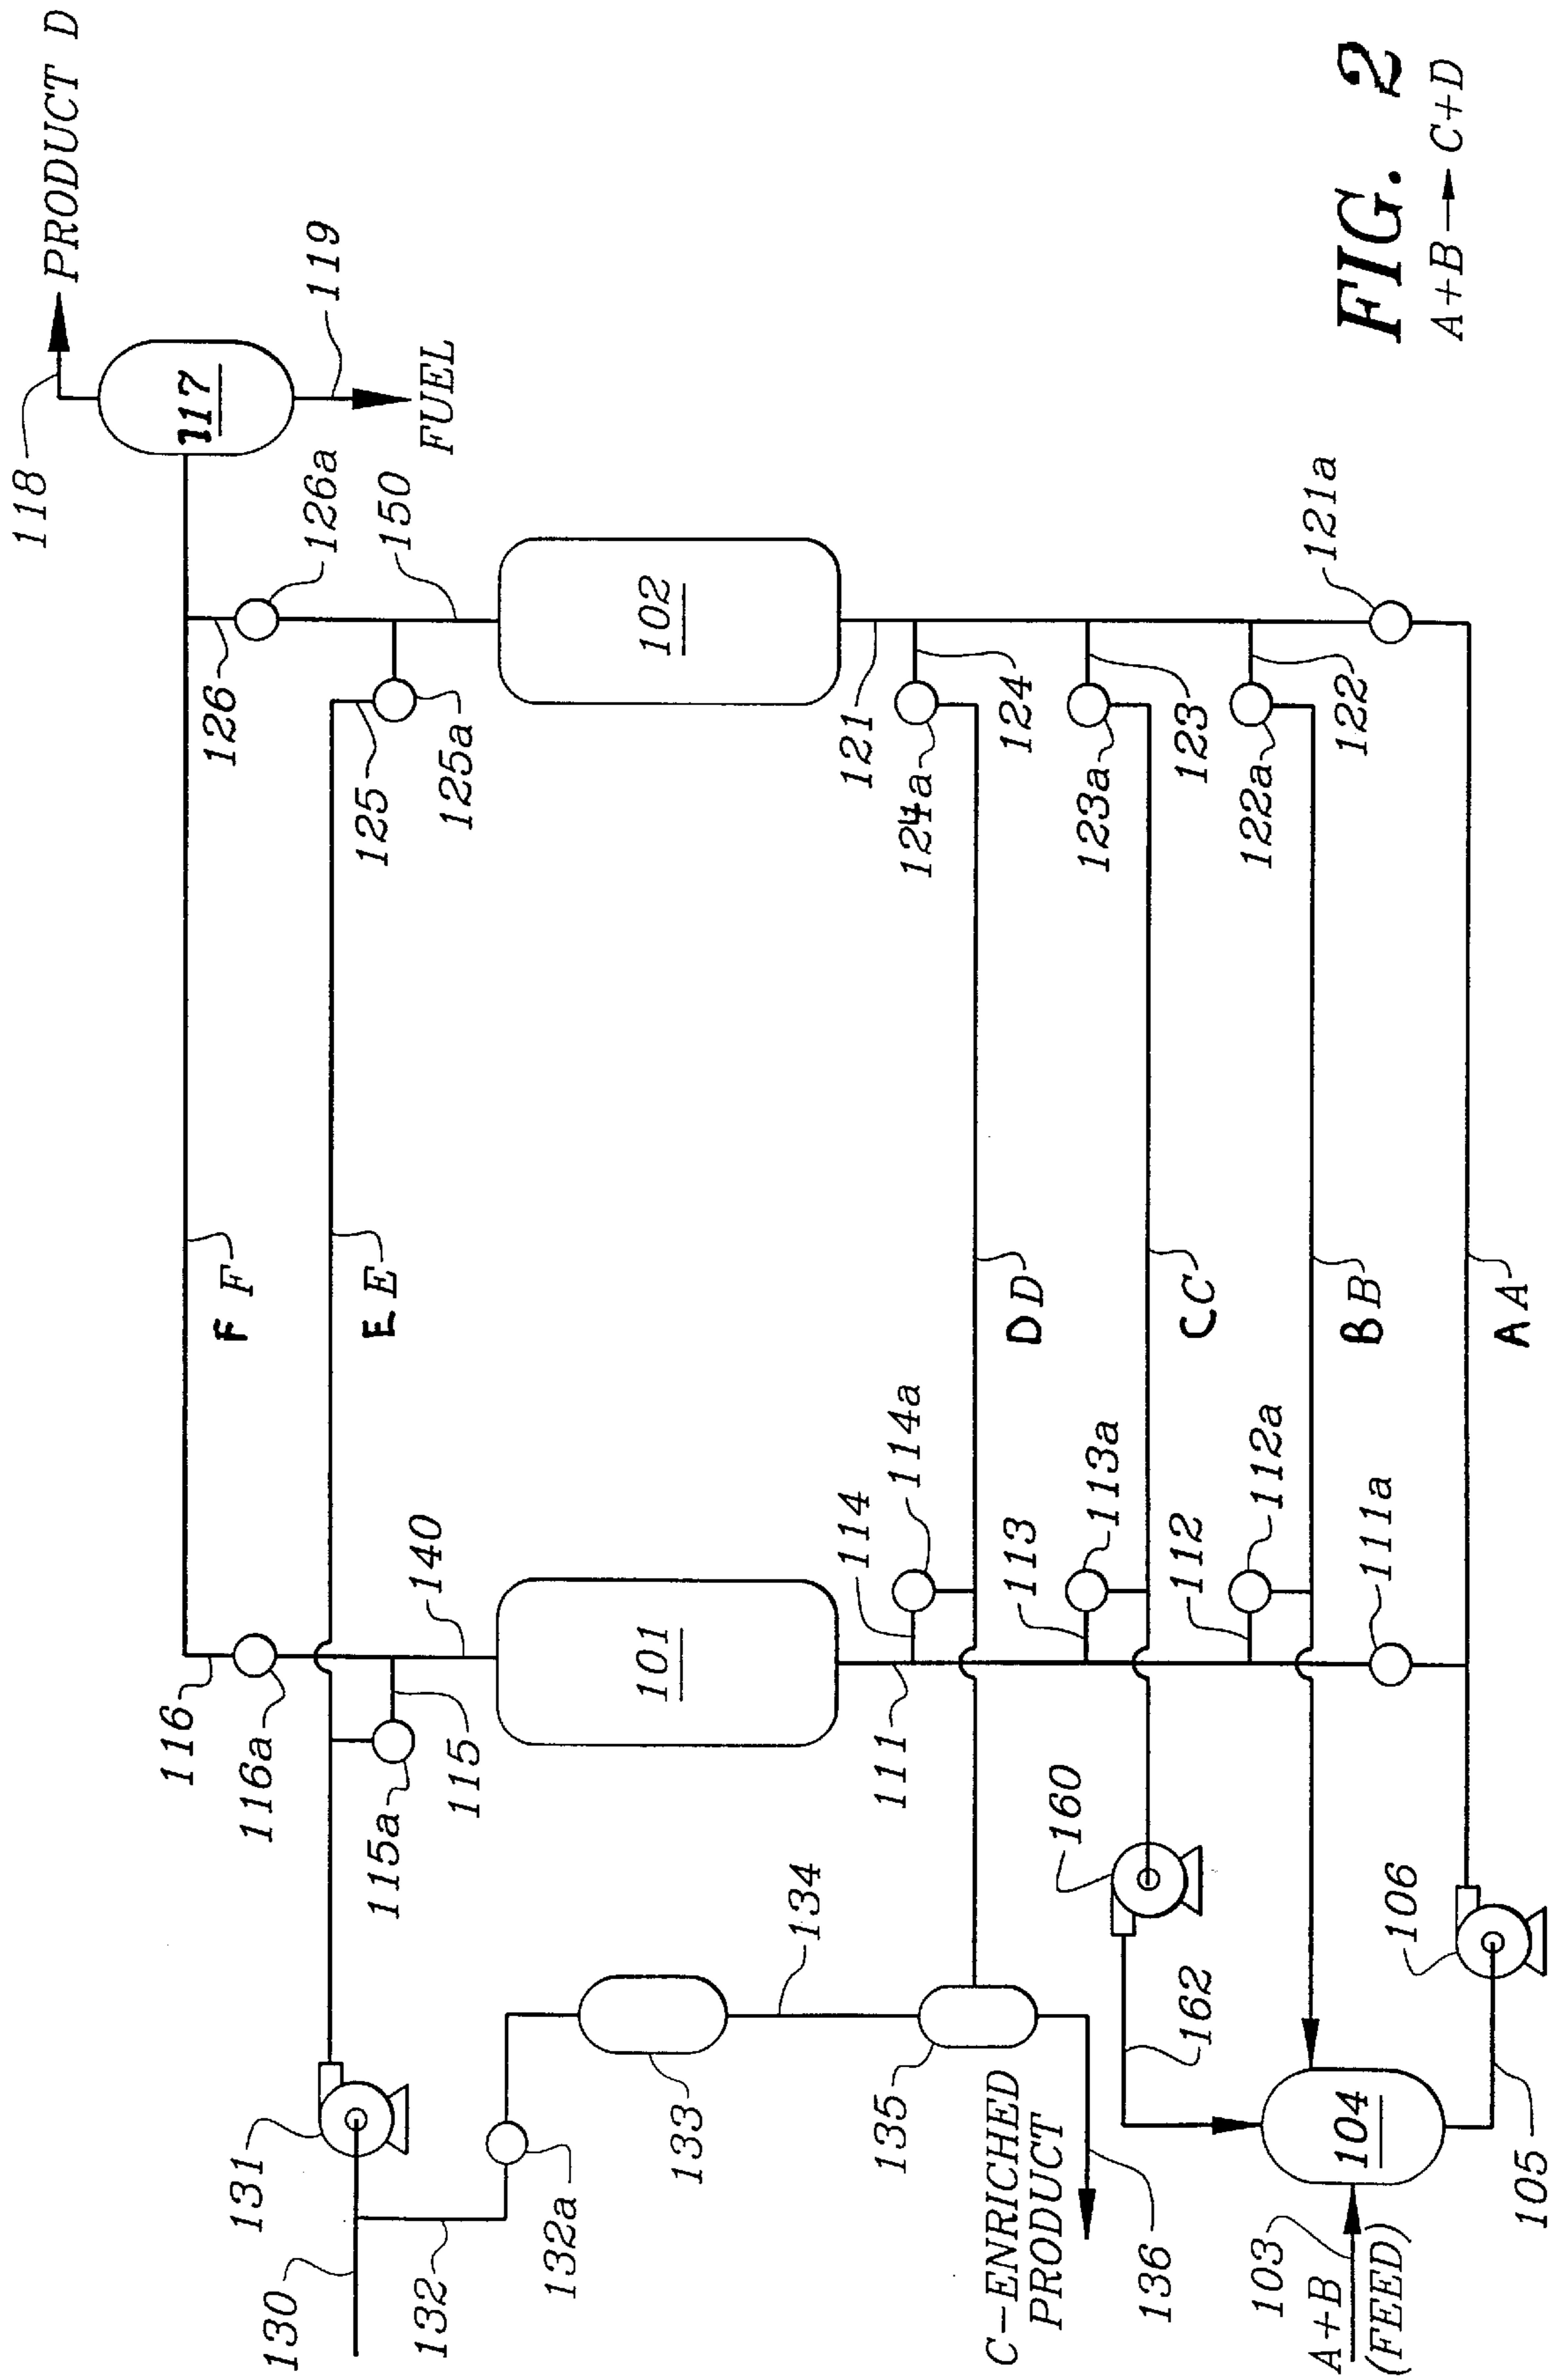 118
PRODUCT D
117
119
FUEL
126
126a
150
125
125a
102
121
124
124a
123
123a
122
122a
121a
F F
E E
D D
C C
B B
A A
116
116a
115
115a
140
101
111
114
114a
113
113a
112
112a
111a
130
131
132
132a
133
134
135
C-ENRICHED
PRODUCT
136
160
162
103
A+B
(FEED)
104
105
106
FIG. 2
A+B→C+D